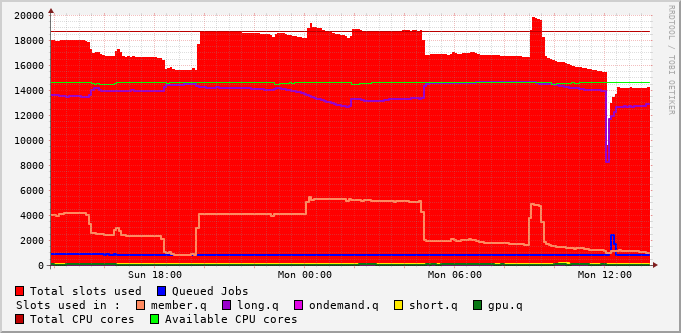 20000
18000
16000
14000
12000
10000
8000
6000
4000
2000
0
Sun 18:00 Mon 00:00 Mon 06:00 Mon 12:00
RRDTOOL / TOBI OETIKER
Total slots used Queued Jobs
Slots used in : member.q long.q ondemand.q short.q gpu.q
Total CPU cores Available CPU cores